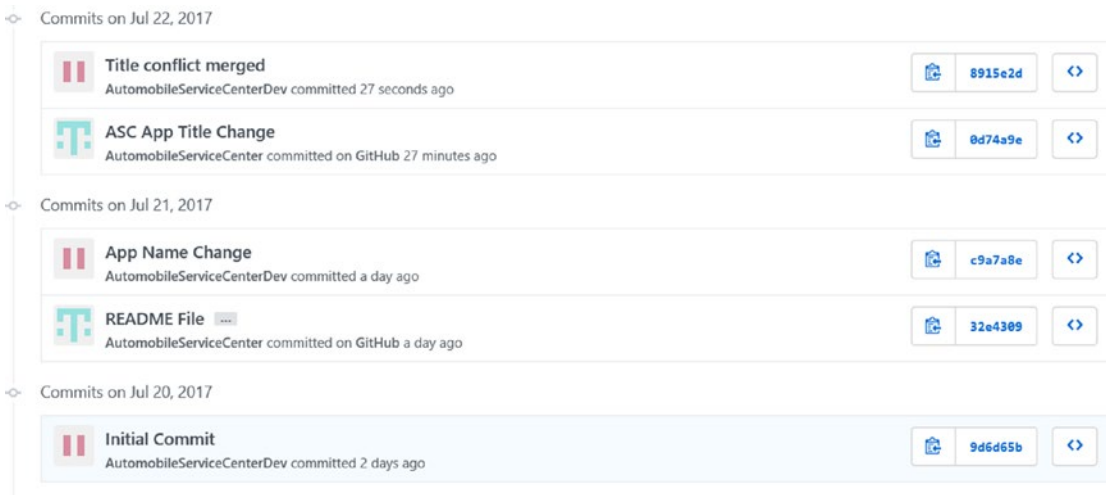 Commits on Jul 22, 2017
Title conflict merged
8915e2d
AutomobileServiceCenterDev committed 27 seconds ago
ASC App Title Change
0d74a9e
AutomobileServiceCenter committed on GitHub 27 minutes ago
Commits on Jul 21, 2017
App Name Change
c9a7a8e
AutomobileServiceCenterDev committed a day ago
README File ...
32e4309
AutomobileServiceCenter committed on GitHub a day ago
Commits on Jul 20, 2017
Initial Commit
9d6d65b
AutomobileServiceCenterDev committed 2 days ago